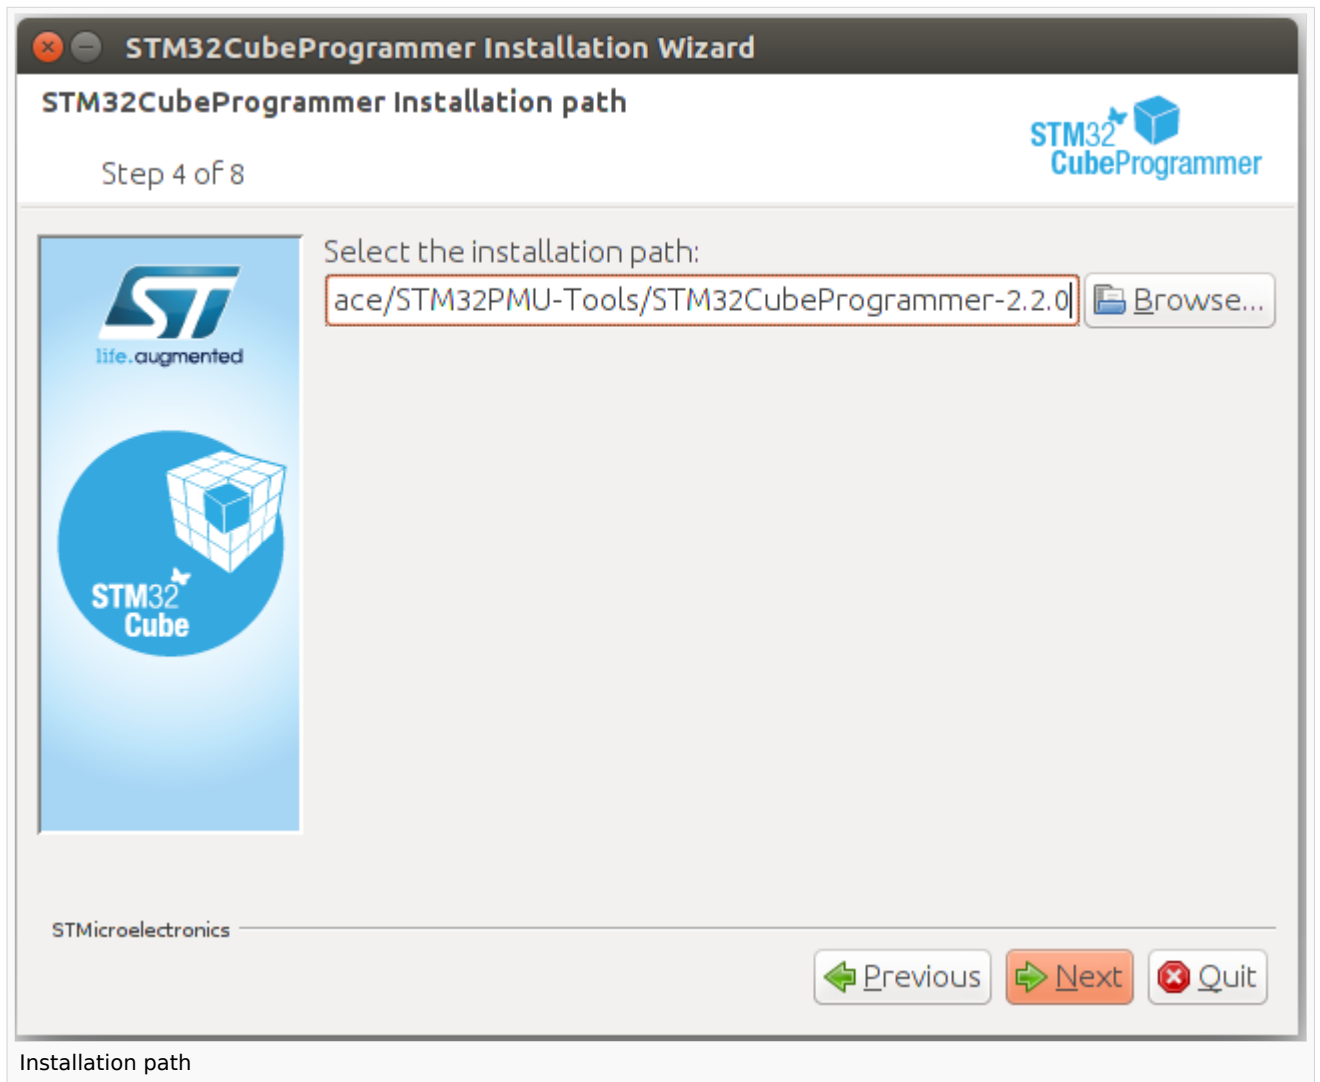 STM32CubeProgrammer Installation Wizard
STM32CubeProgrammer Installation path
Step 4 of 8
STM32
CubeProgrammer
ST
life.augmented
STM32
Cube
Select the installation path:
ace/STM32PMU-Tools/STM32CubeProgrammer-2.2.0
Browse...
STMicroelectronics
Previous
Next
Quit
Installation path